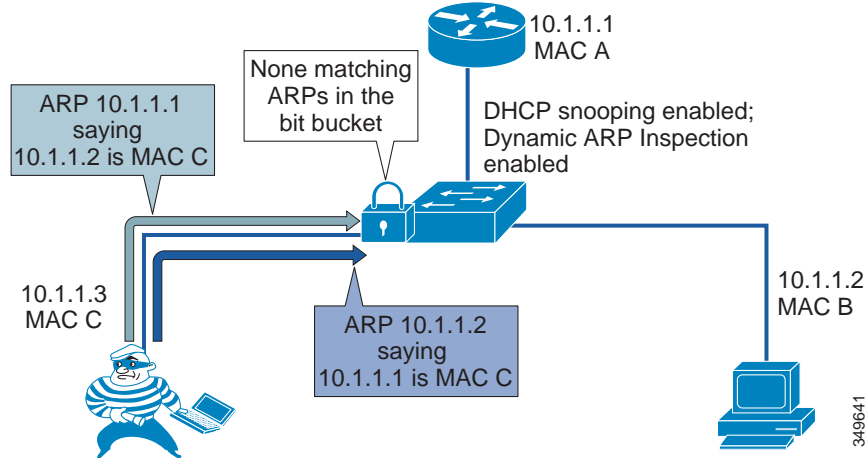 10.1.1.1
MAC A
None matching
ARPs in the
bit bucket
ARP 10.1.1.1
saying
10.1.1.2 is MAC C
DHCP snooping enabled;
Dynamic ARP Inspection
enabled
10.1.1.3
MAC C
ARP 10.1.1.2
saying
10.1.1.1 is MAC C
10.1.1.2
MAC B
349641